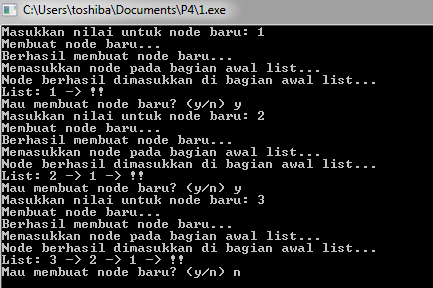 C:\Users\toshiba\Documents\P4\1.exe
Masukkan nilai untuk node baru: 1
Membuat node baru...
Berhasil membuat node baru...
Memasukkan node pada bagian awal list...
Node berhasil dimasukkan di bagian awal list...
List: 1 -> !!
Mau membuat node baru? (y/n) y
Masukkan nilai untuk node baru: 2
Membuat node baru...
Berhasil membuat node baru...
Memasukkan node pada bagian awal list...
Node berhasil dimasukkan di bagian awal list...
List: 2 -> 1 -> !!
Mau membuat node baru? (y/n) y
Masukkan nilai untuk node baru: 3
Membuat node baru...
Berhasil membuat node baru...
Memasukkan node pada bagian awal list...
Node berhasil dimasukkan di bagian awal list...
List: 3 -> 2 -> 1 -> !!
Mau membuat node baru? (y/n) n